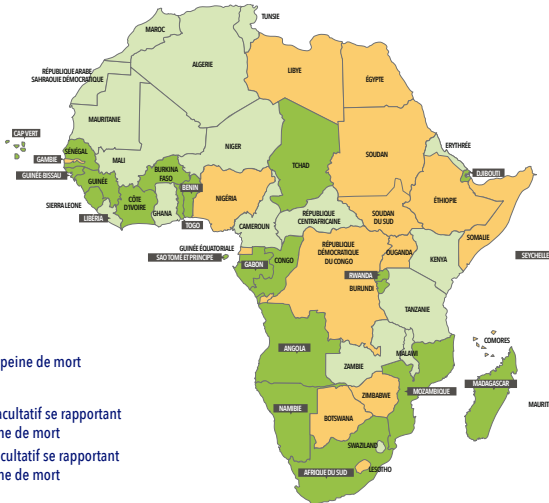 TUNISIE
MAROC
ALGERIE
LIBYE
ÉGYPTE
RÉPUBLIQUE ARABE
SAHRAOUIE DÉMOCRATIQUE
MAURITANIE
CAP VERT
SÉNÉGAL
GAMBIE
GUINÉE-BISSAU
MALI
NIGER
TCHAD
SOUDAN
ERYTHRÉE
DJIBOUTI
GUINÉE
BURKINA
FASO
BENIN
NIGÉRIA
ÉTHIOPIE
SIERRA LEONE
CÔTE
D'IVOIRE
GHANA
LIBÉRIA
TOGO
CAMEROUN
RÉPUBLIQUE
CENTRAFRICAINE
SOUDAN
DU SUD
SOMALIE
GUINÉE ÉQUATORIALE
SAO TOMÉ ET PRINCIPE
GABON
CONGO
RÉPUBLIQUE
DÉMOCRATIQUE
DU CONGO
OUGANDA
KENYA
SEYCHELLE
RWANDA
BURUNDI
TANZANIE
COMORES
ANGOLA
MALAWI
ZAMBIE
peine de mort
MADAGASCAR
MOZAMBIQUE
ZIMBABWE
MAURIT
NAMIBIE
BOTSWANA
acultatif se rapportant
ne de mort
SWAZILAND
cultatif se rapportant
ne de mort
AFRIQUE DU SUD
LESOTHO